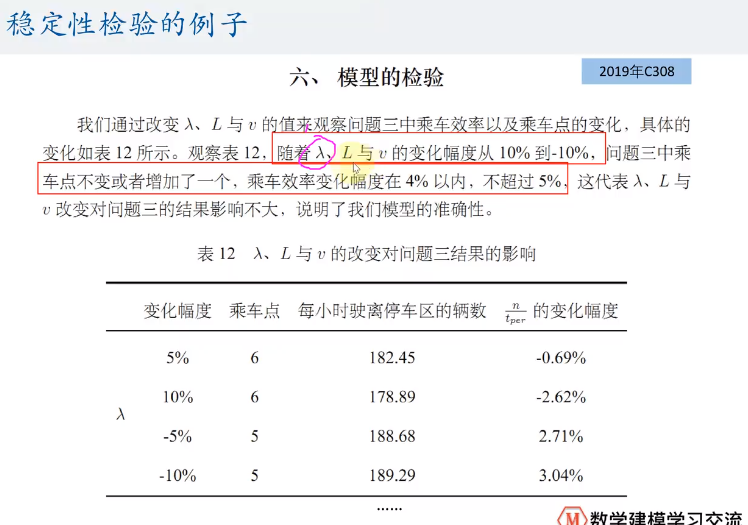 稳定性检验的例子
2019年C308
六、 模型的检验
我们通过改变 λ、L 与 v 的值来观察问题三中乘车效率以及乘车点的变化，具体的
变化如表 12 所示。观察表 12，随着 λ、L 与 v 的变化幅度从 10% 到-10%，问题三中乘
车点不变或者增加了一个，乘车效率变化幅度在 4% 以内，不超过 5%，这代表 λ、L 与
v 改变对问题三的结果影响不大，说明了我们模型的准确性。
表 12 λ、L 与 v 的改变对问题三结果的影响
变化幅度 乘车点 每小时驶离停车区的辆数 n/t_per 的变化幅度
5% 6 182.45 -0.69%
10% 6 178.89 -2.62%
λ
-5% 5 188.68 2.71%
-10% 5 189.29 3.04%
……
数学建模学习交流